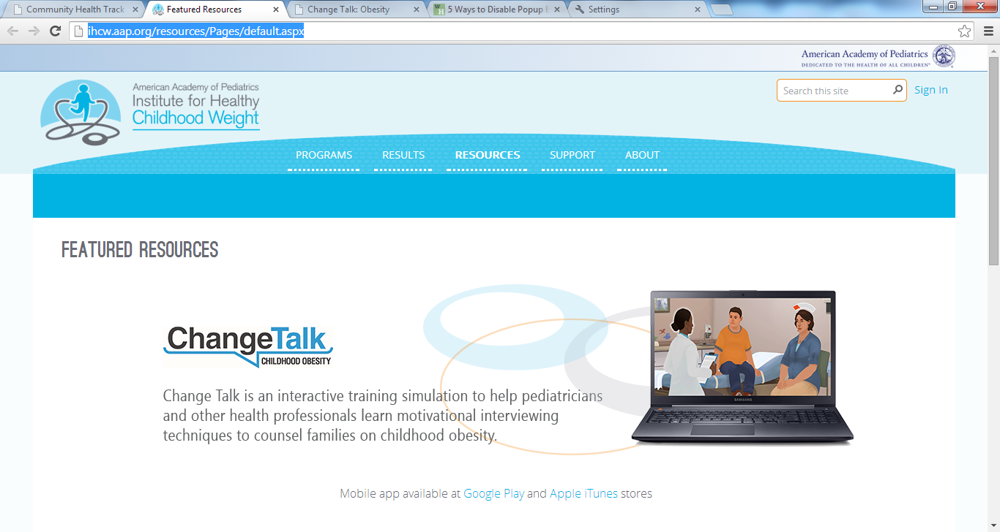 Community Health Track
Featured Resources
Change Talk: Obesity
5 Ways to Disable Popup
Settings
ihcw.aap.org/resources/Pages/default.aspx
American Academy of Pediatrics
DEDICATED TO THE HEALTH OF ALL CHILDREN®
American Academy of Pediatrics
Institute for Healthy
Childhood Weight
Search this site
Sign In
PROGRAMS
RESULTS
RESOURCES
SUPPORT
ABOUT
FEATURED RESOURCES
ChangeTalk
CHILDHOOD OBESITY
Change Talk is an interactive training simulation to help pediatricians
and other health professionals learn motivational interviewing
techniques to counsel families on childhood obesity.
SAMSUNG
Mobile app available at Google Play and Apple iTunes stores